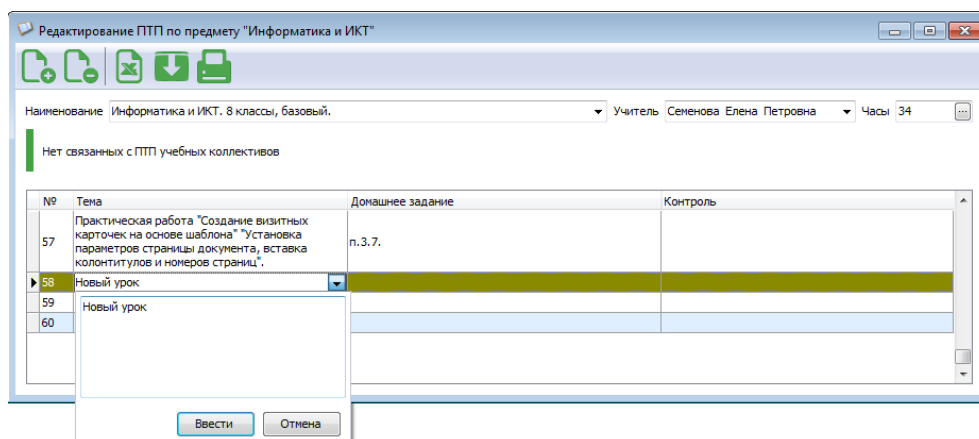 Редактирование ПТП по предмету "Информатика и ИКТ"
Наименование Информатика и ИКТ. 8 классы, базовый. Учитель Семенова Елена Петровна Часы 34 ...
Нет связанных с ПТП учебных коллективов
№ Тема Домашнее задание Контроль
Практическая работа "Создание визитных
карточек на основе шаблона" "Установка
57 параметров страницы документа, вставка п.3.7.
колонтитулов и номеров страниц".
58 Новый урок
59
Новый урок
60
Ввести Отмена